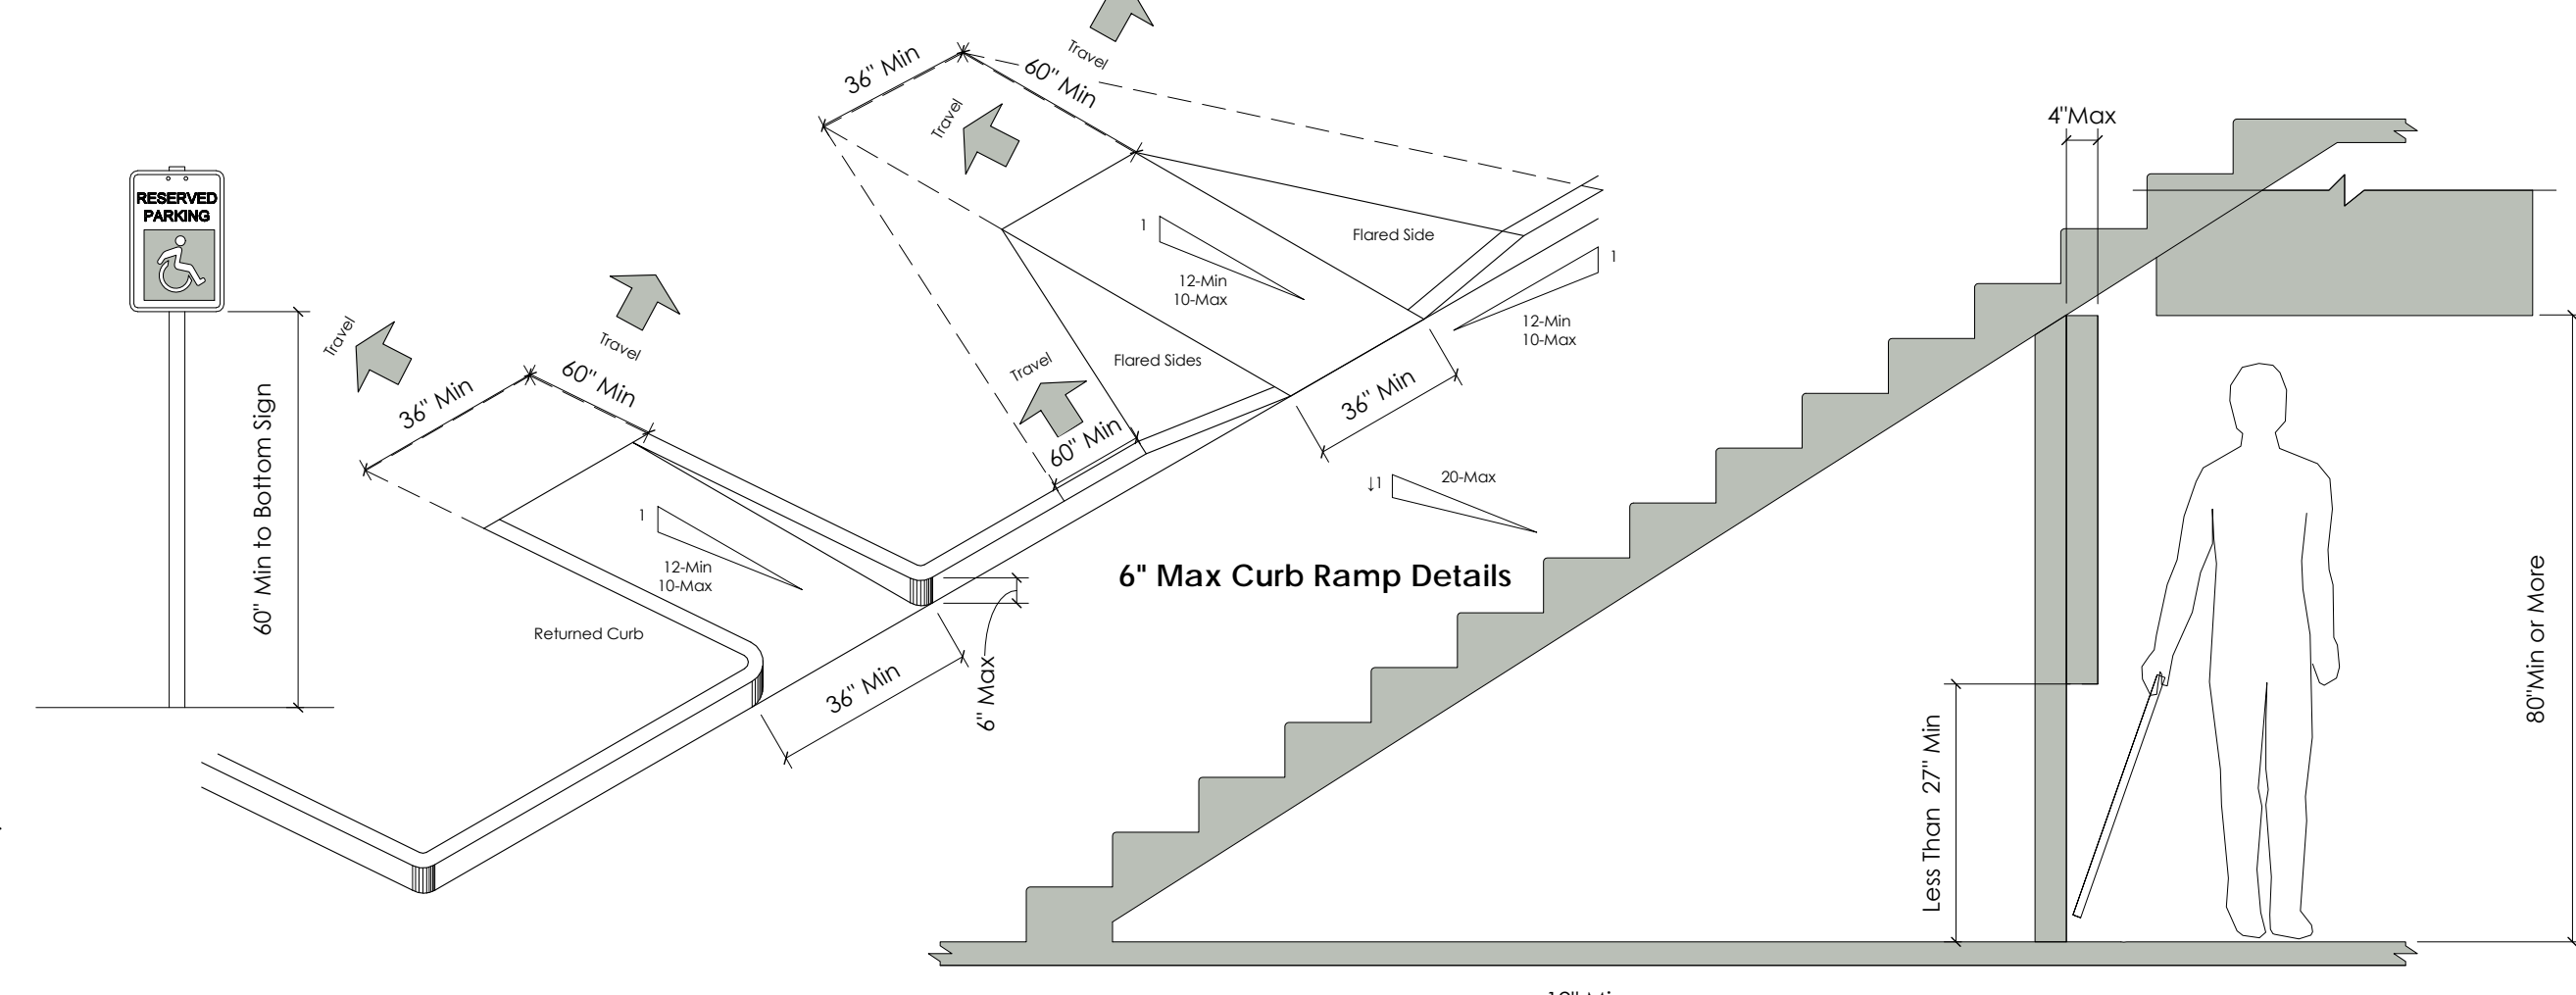 RESERVED
PARKING
60" Min to Bottom Sign
Travel
36" Min
60" Min
Travel
1
12-Min
10-Max
Returned Curb
36" Min
6" Max
36" Min
60" Min
Travel
Travel
1
12-Min
10-Max
Flared Side
1
12-Min
10-Max
Flared Sides
Travel
60" Min
36" Min
↓1
20-Max
6" Max Curb Ramp Details
4"Max
Less Than 27" Min
80"Min or More